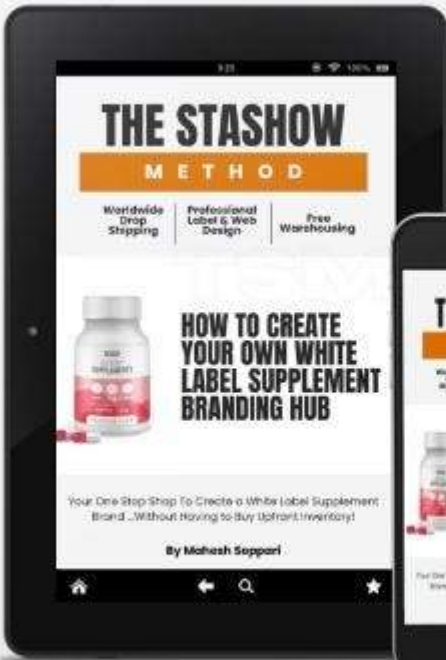 THE STASHOW
METHOD
Worldwide
Drop
Shipping
Professional
Label & Web
Design
Free
Warehousing
HOW TO CREATE
YOUR OWN WHITE
LABEL SUPPLEMENT
BRANDING HUB
Your One Stop Shop To Create a White Label Supplement
Brand ...Without Having to Buy Upfront Inventory!
By Mahesh Soppari